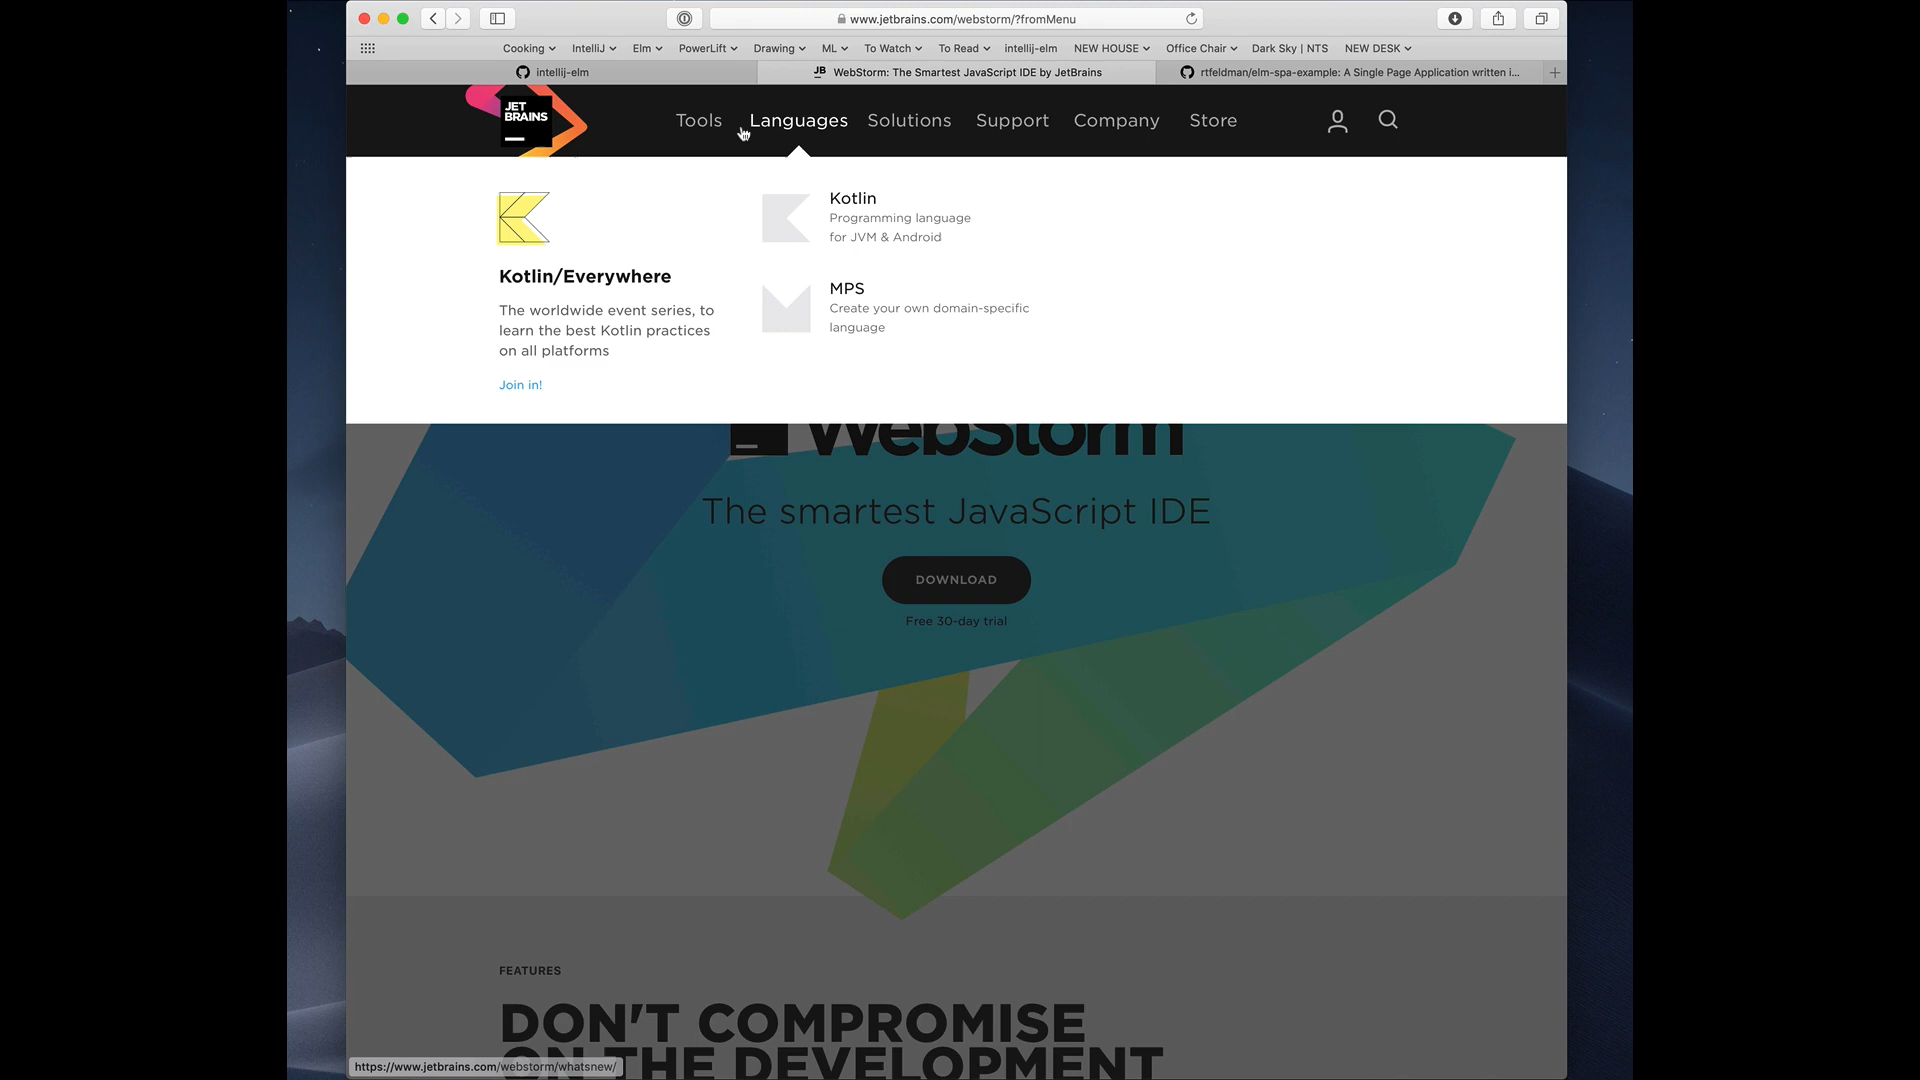 www.jetbrains.com/webstorm/?fromMenu
Cooking IntelliJ Elm PowerLift Drawing ML To Watch To Read intellij-elm NEW HOUSE Office Chair Dark Sky | NTS NEW DESK
intellij-elm
JB WebStorm: The Smartest JavaScript IDE by JetBrains
rtfeldman/elm-spa-example: A Single Page Application written i...
JET
BRAINS
Tools Languages Solutions Support Company Store
Kotlin/Everywhere
The worldwide event series, to
learn the best Kotlin practices
on all platforms
Join in!
Kotlin
Programming language
for JVM & Android
MPS
Create your own domain-specific
language
WebStorm
The smartest JavaScript IDE
DOWNLOAD
Free 30-day trial
FEATURES
DON'T COMPROMISE
ON THE DEVELOPMENT
https://www.jetbrains.com/webstorm/whatsnew/